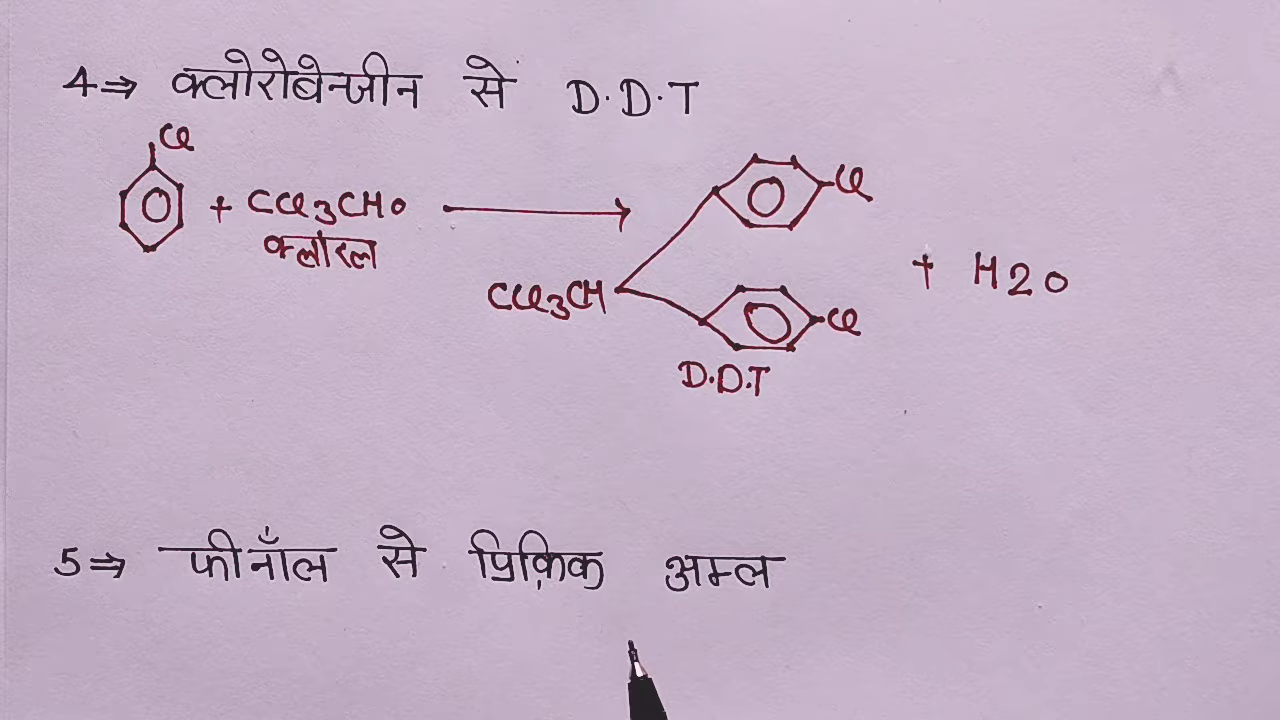 4⇒ क्लोरोबेन्जीन से D.D.T
Cl
+ CCl3CHO
क्लोरल
Cl
CCl3CH
Cl
+ H2O
D.D.T
5⇒ फीनॉल से प्रिक्रिक अम्ल